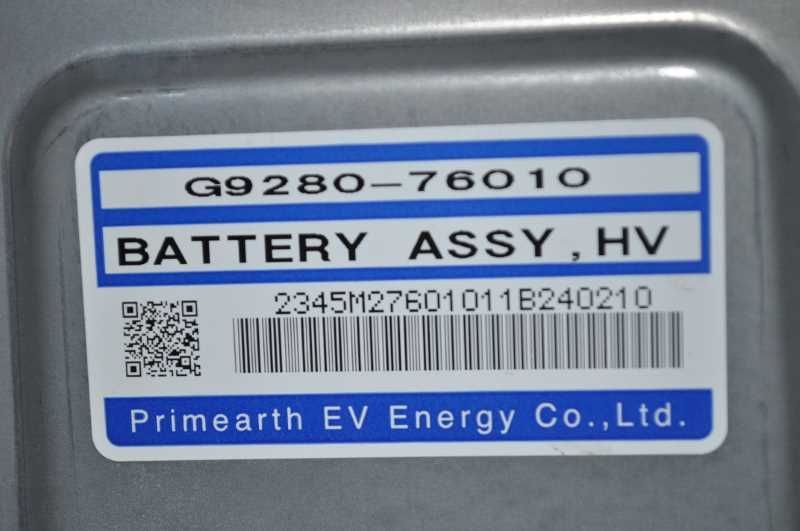 G9280-76010
BATTERY ASSY,HV
2345M27601011B240210
Primearth EV Energy Co.,Ltd.